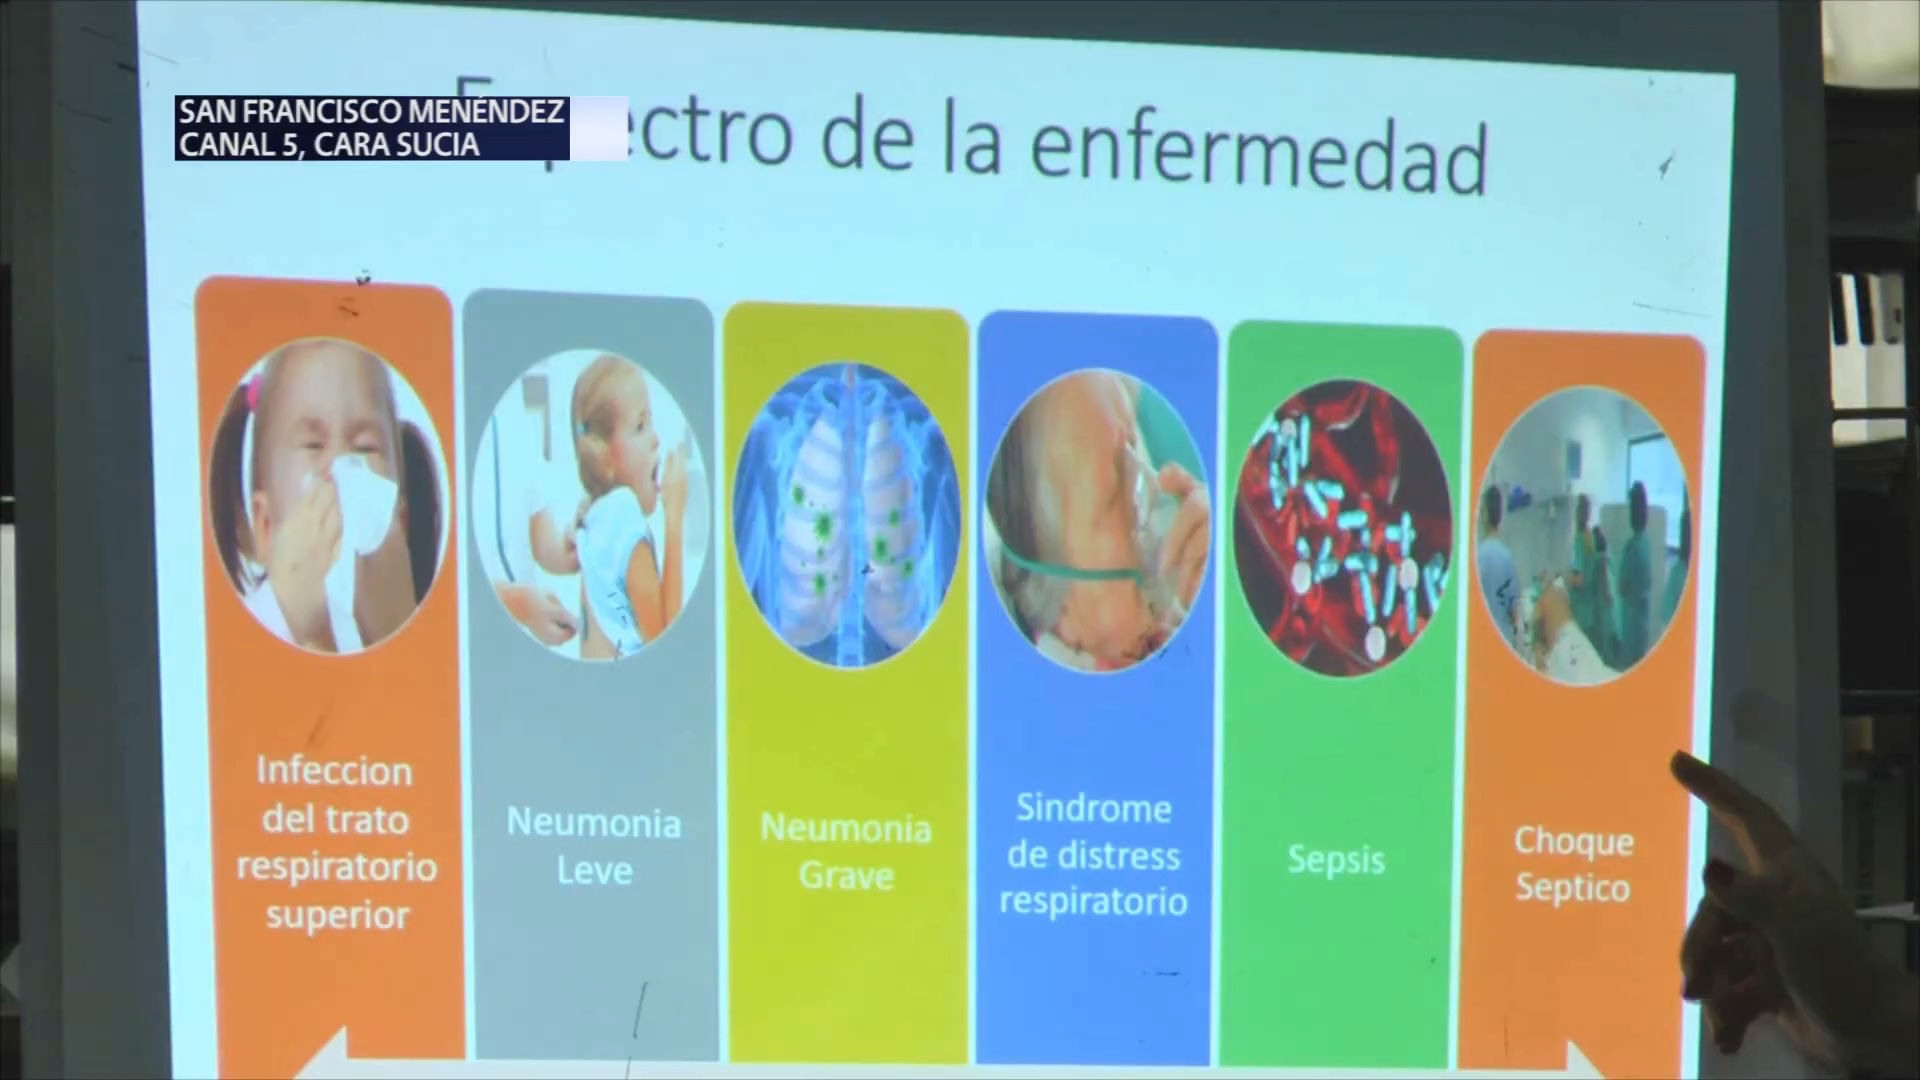 SAN FRANCISCO MENÉNDEZ
CANAL 5, CARA SUCIA
de la enfermedad
Infeccion
del trato
respiratorio
superior
Neumonia
Leve
Neumonia
Grave
Sindrome
de distress
respiratorio
Sepsis
Choque
Septico